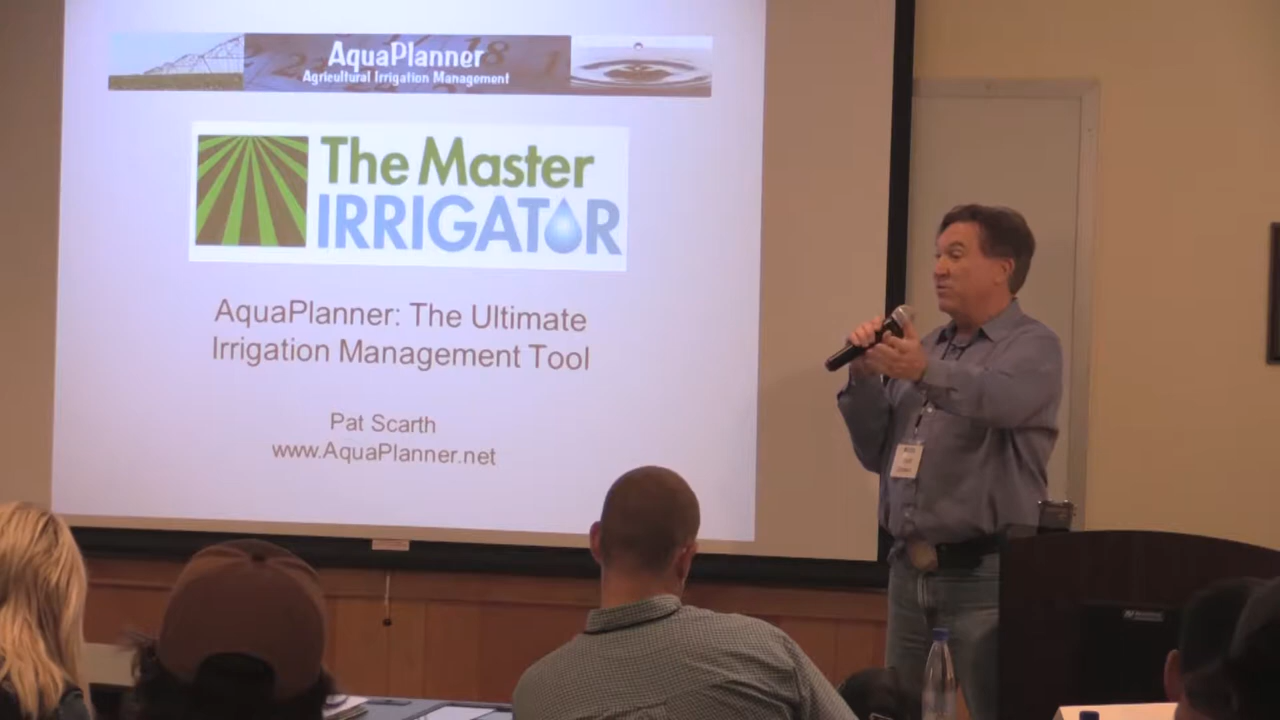 AquaPlanner
Agricultural Irrigation Management
The Master
IRRIGATOR
AquaPlanner: The Ultimate
Irrigation Management Tool
Pat Scarth
www.AquaPlanner.net